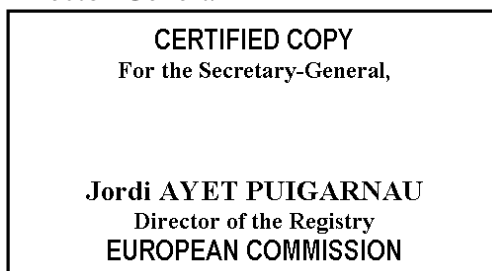 CERTIFIED COPY
For the Secretary-General,
Jordi AYET PUIGARNAU
Director of the Registry
EUROPEAN COMMISSION